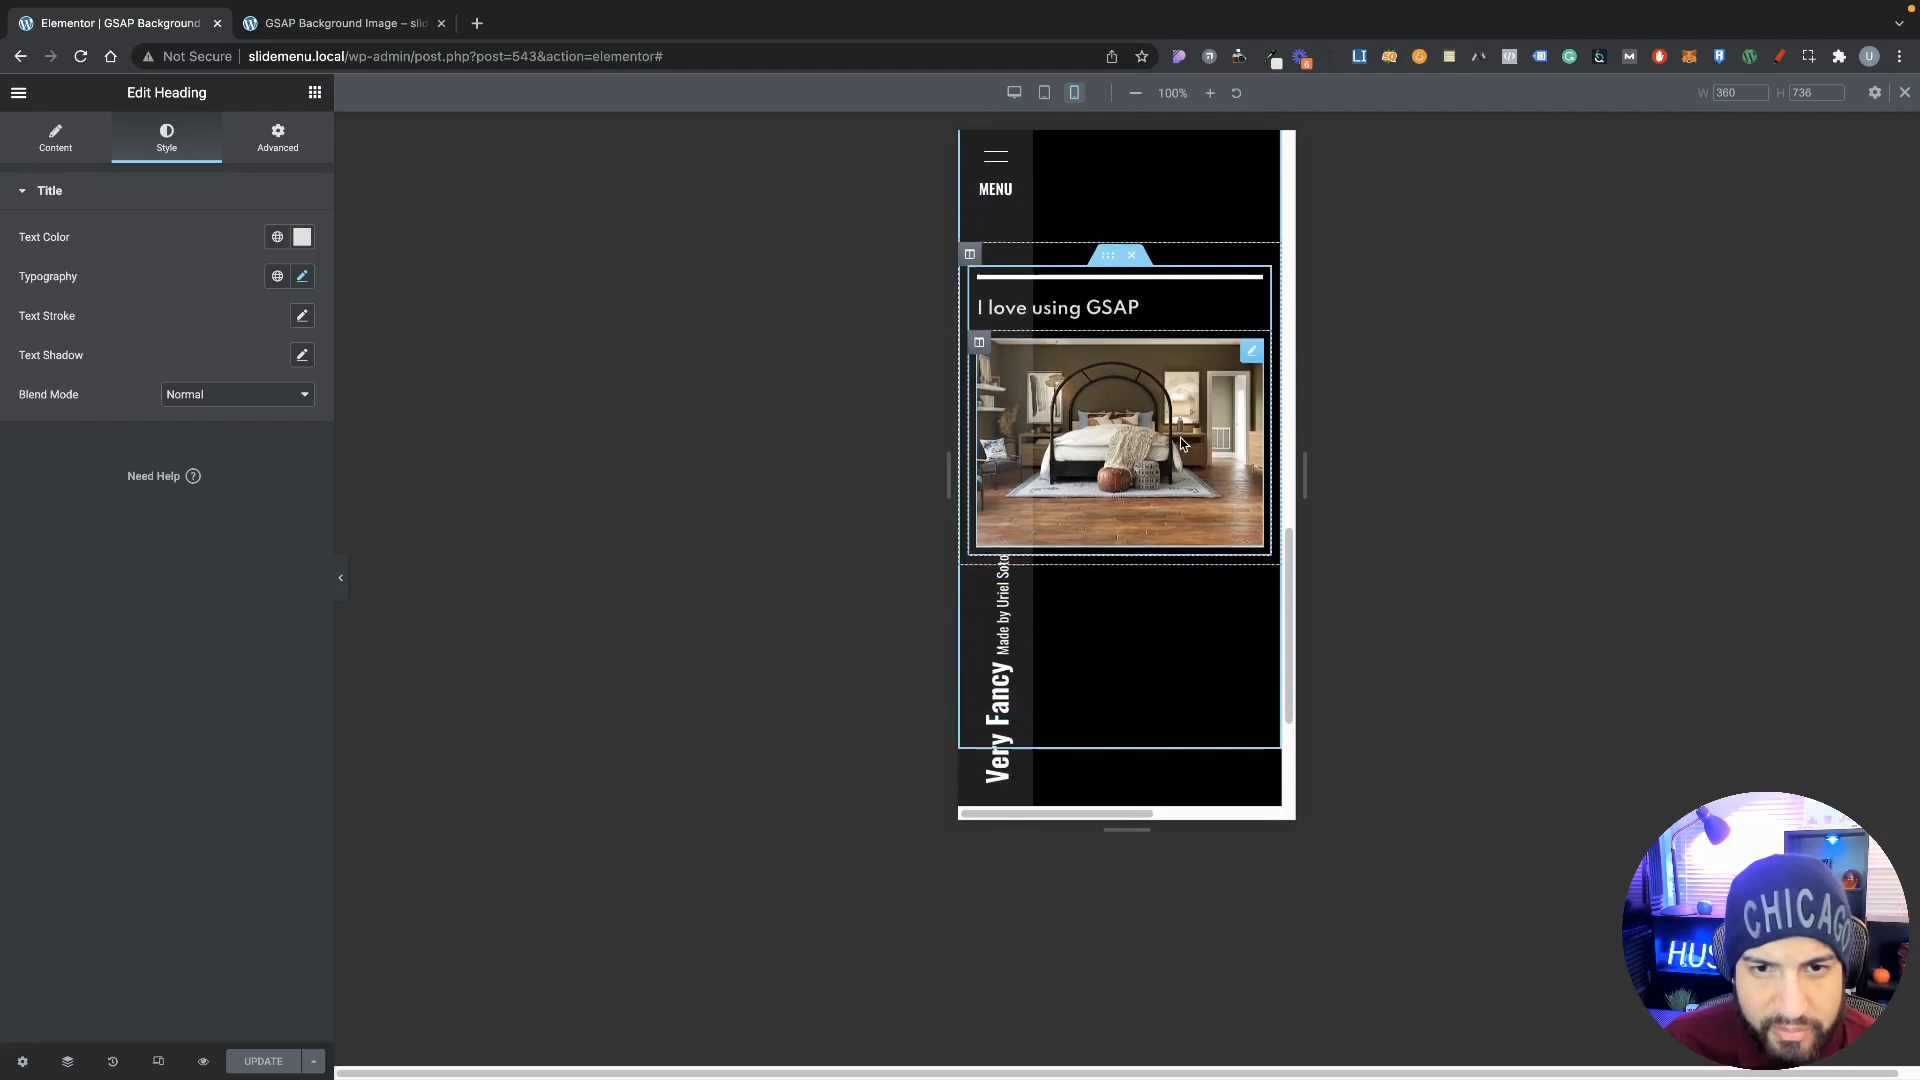 Elementor | GSAP Background
GSAP Background Image – slid
Not Secure
slidemenu.local/wp-admin/post.php?post=543&action=elementor#
6
U
Edit Heading
100%
W 360
H 736
Content
Style
Advanced
Title
Text Color
Typography
Text Stroke
Text Shadow
Blend Mode
Normal
Need Help
UPDATE
MENU
I love using GSAP
Very Fancy Made by Uriel Soto
CHICAGO
HUS